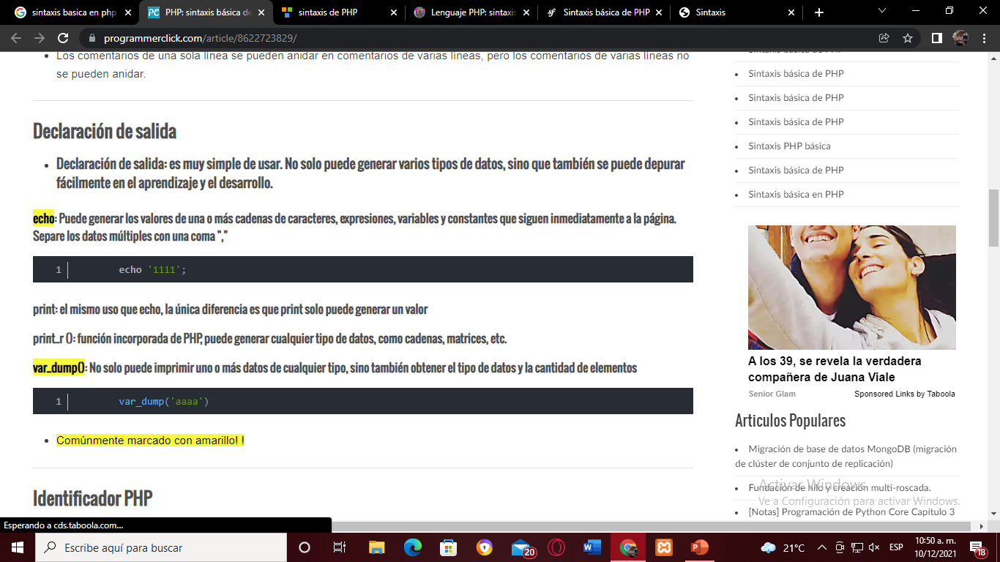 sintaxis basica en php
PHP: sintaxis básica de
sintaxis de PHP
Lenguaje PHP: sintaxis
Sintaxis básica de PHP
Sintaxis
programmerclick.com/article/8622723829/
Los comentarios de una sola línea se pueden anidar en comentarios de varias líneas, pero los comentarios de varias líneas no
se pueden anidar.
Declaración de salida
Declaración de salida: es muy simple de usar. No solo puede generar varios tipos de datos, sino que también se puede depurar
fácilmente en el aprendizaje y el desarrollo.
echo: Puede generar los valores de una o más cadenas de caracteres, expresiones, variables y constantes que siguen inmediatamente a la página.
Separe los datos múltiples con una coma ","
1 echo '1111';
print: el mismo uso que echo, la única diferencia es que print solo puede generar un valor
print_r (): función incorporada de PHP, puede generar cualquier tipo de datos, como cadenas, matrices, etc.
var_dump(): No solo puede imprimir uno o más datos de cualquier tipo, sino también obtener el tipo de datos y la cantidad de elementos
1 var_dump('aaaa')
Comúnmente marcado con amarillo! !
Identificador PHP
Sintaxis básica de PHP
Sintaxis básica de PHP
Sintaxis básica de PHP
Sintaxis básica de PHP
Sintaxis PHP básica
Sintaxis básica de PHP
Sintaxis básica en PHP
A los 39, se revela la verdadera
compañera de Juana Viale
Senior Glam
Sponsored Links by Taboola
Articulos Populares
Migración de base de datos MongoDB (migración
de clúster de conjunto de replicación)
Fundación de hilo y creación multi-roscada.
[Notas] Programación de Python Core Capítulo 3
Activar Windows
Ve a Configuración para activar Windows.
Esperando a cds.taboola.com...
Escribe aquí para buscar
20
21°C
ESP
10:50 a. m.
10/12/2021
18